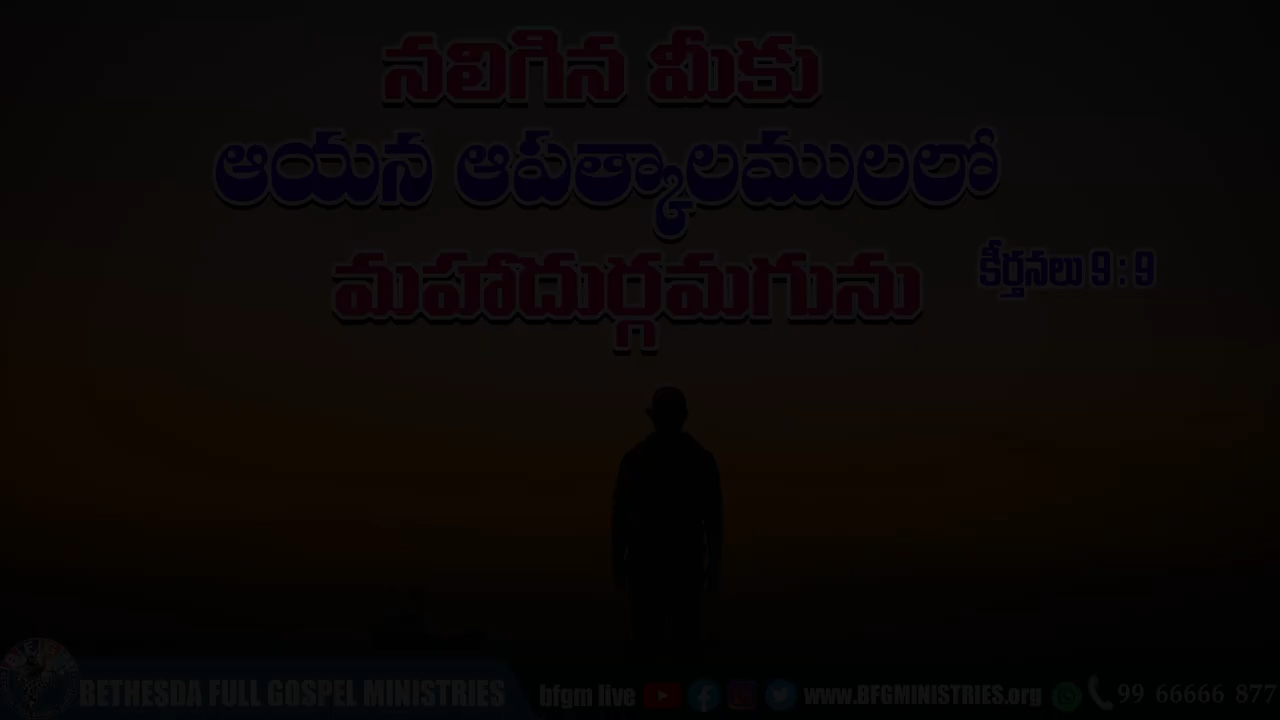 నలిగిన మీకు
ఆయన ఆపత్కాలములలో
మహాదుర్గమగును
కీర్తనలు 9 : 9
BETHESDA FULL GOSPEL MINISTRIES bfgm live www.BFGMINISTRIES.org 99 66666 877